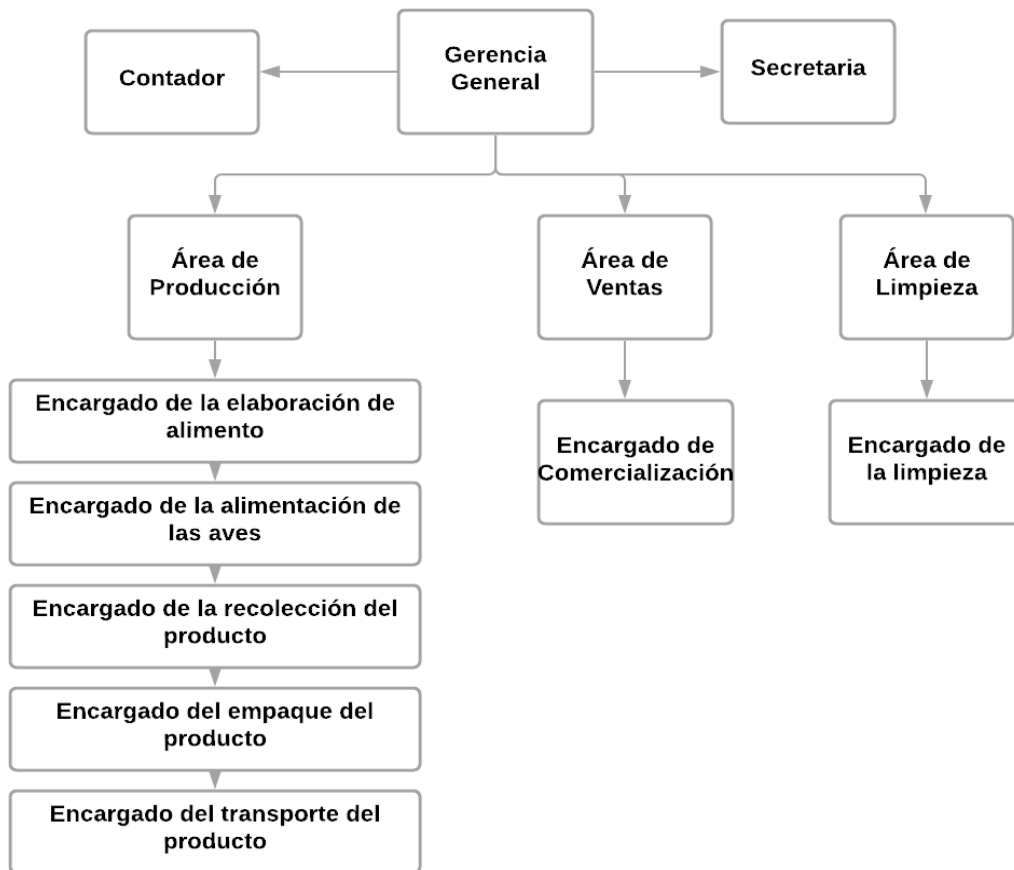 Contador
Gerencia
General
Secretaria
Área de
Producción
Área de
Ventas
Área de
Limpieza
Encargado de la elaboración de
alimento
Encargado de la alimentación de
las aves
Encargado de la recolección del
producto
Encargado del empaque del
producto
Encargado del transporte del
producto
Encargado de
Comercialización
Encargado de
la limpieza